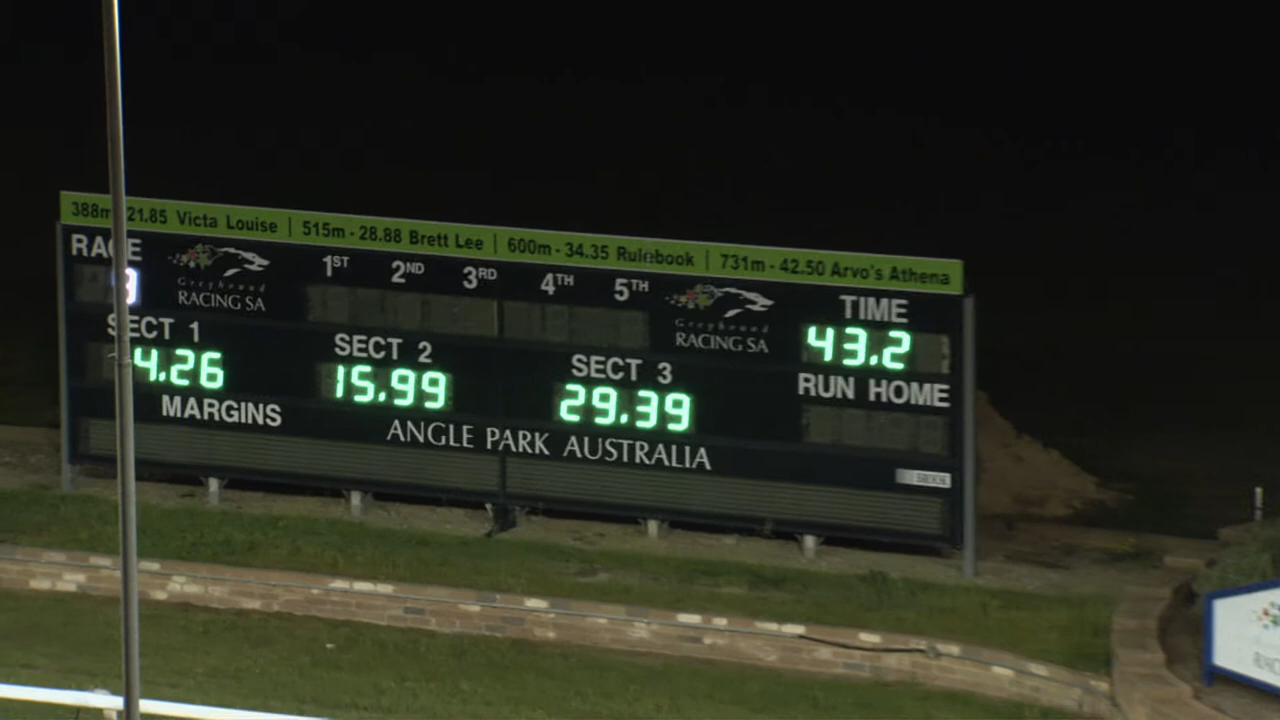 388m 21.85 Victa Louise | 515m - 28.88 Brett Lee | 600m - 34.35 Rulebook | 731m - 42.50 Arvo's Athena
RACE
Greyhound
RACING SA
1ST 2ND 3RD 4TH 5TH
Greyhound
RACING SA
TIME
43.2
SECT 1
4.26
SECT 2
15.99
SECT 3
29.39
RUN HOME
MARGINS
ANGLE PARK AUSTRALIA